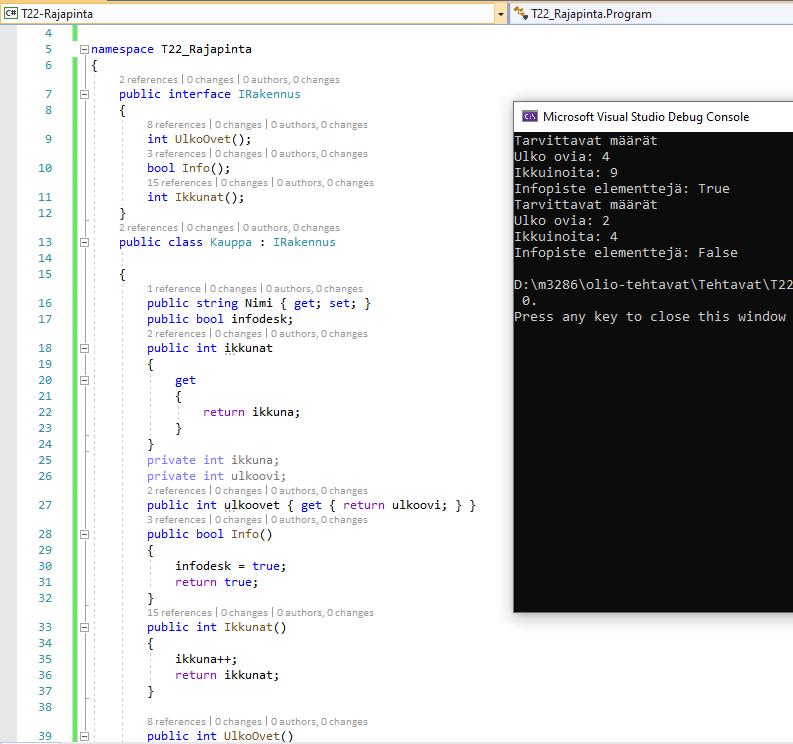 T22-Rajapinta
T22_Rajapinta.Program
4
5 namespace T22_Rajapinta
6 {
2 references | 0 changes | 0 authors, 0 changes
7 public interface IRakennus
8 {
8 references | 0 changes | 0 authors, 0 changes
9 int UlkoOvet();
3 references | 0 changes | 0 authors, 0 changes
10 bool Info();
15 references | 0 changes | 0 authors, 0 changes
11 int Ikkunat();
12 }
2 references | 0 changes | 0 authors, 0 changes
13 public class Kauppa : IRakennus
14
15 {
1 reference | 0 changes | 0 authors, 0 changes
16 public string Nimi { get; set; }
17 public bool infodesk;
2 references | 0 changes | 0 authors, 0 changes
18 public int ikkunat
19 {
20 get
21 {
22 return ikkuna;
23 }
24 }
25 private int ikkuna;
26 private int ulkoovi;
2 references | 0 changes | 0 authors, 0 changes
27 public int ulkoovet { get { return ulkoovi; } }
3 references | 0 changes | 0 authors, 0 changes
28 public bool Info()
29 {
30 infodesk = true;
31 return true;
32 }
15 references | 0 changes | 0 authors, 0 changes
33 public int Ikkunat()
34 {
35 ikkuna++;
36 return ikkunat;
37 }
38
8 references | 0 changes | 0 authors, 0 changes
39 public int UlkoOvet()
Microsoft Visual Studio Debug Console
Tarvittavat määrät
Ulko ovia: 4
Ikkuinoita: 9
Infopiste elementtejä: True
Tarvittavat määrät
Ulko ovia: 2
Ikkuinoita: 4
Infopiste elementtejä: False
D:\m3286\olio-tehtavat\Tehtavat\T22
0.
Press any key to close this window